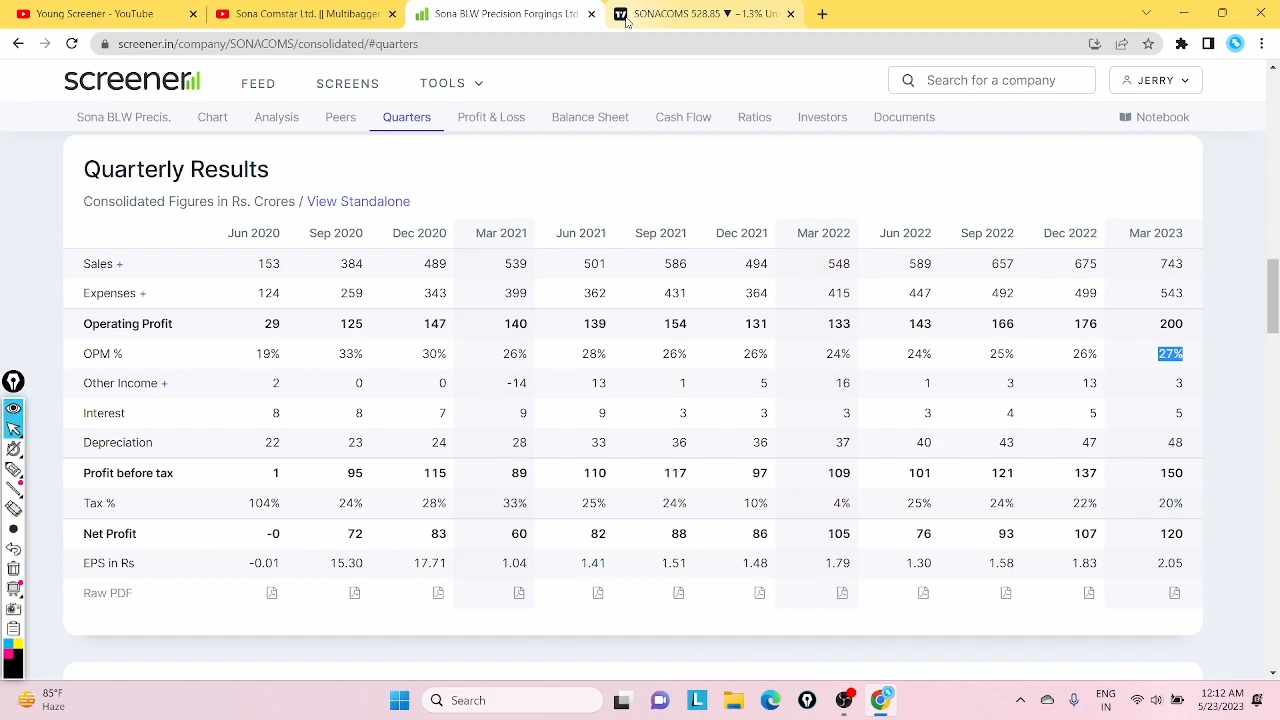 Young Screener - YouTube
Sona Comstar Ltd. || Multibagger
Sona BLW Precision Forgings Ltd
SONACOMS 528.85 ▼ −1.3% Un
screener.in/company/SONACOMS/consolidated/#quarters
screener
FEED SCREENS TOOLS
Search for a company
JERRY
Sona BLW Precis. Chart Analysis Peers Quarters Profit & Loss Balance Sheet Cash Flow Ratios Investors Documents Notebook
Quarterly Results
Consolidated Figures in Rs. Crores / View Standalone
Jun 2020 Sep 2020 Dec 2020 Mar 2021 Jun 2021 Sep 2021 Dec 2021 Mar 2022 Jun 2022 Sep 2022 Dec 2022 Mar 2023
Sales + 153 384 489 539 501 586 494 548 589 657 675 743
Expenses + 124 259 343 399 362 431 364 415 447 492 499 543
Operating Profit 29 125 147 140 139 154 131 133 143 166 176 200
OPM % 19% 33% 30% 26% 28% 26% 26% 24% 24% 25% 26% 27%
Other Income + 2 0 0 -14 13 1 5 16 1 3 13 3
Interest 8 8 7 9 9 3 3 3 3 4 5 5
Depreciation 22 23 24 28 33 36 36 37 40 43 47 48
Profit before tax 1 95 115 89 110 117 97 109 101 121 137 150
Tax % 104% 24% 28% 33% 25% 24% 10% 4% 25% 24% 22% 20%
Net Profit -0 72 83 60 82 88 86 105 76 93 107 120
EPS in Rs -0.01 15.30 17.71 1.04 1.41 1.51 1.48 1.79 1.30 1.58 1.83 2.05
Raw PDF
85°F
Haze
Search
ENG
IN
12:12 AM
5/23/2023